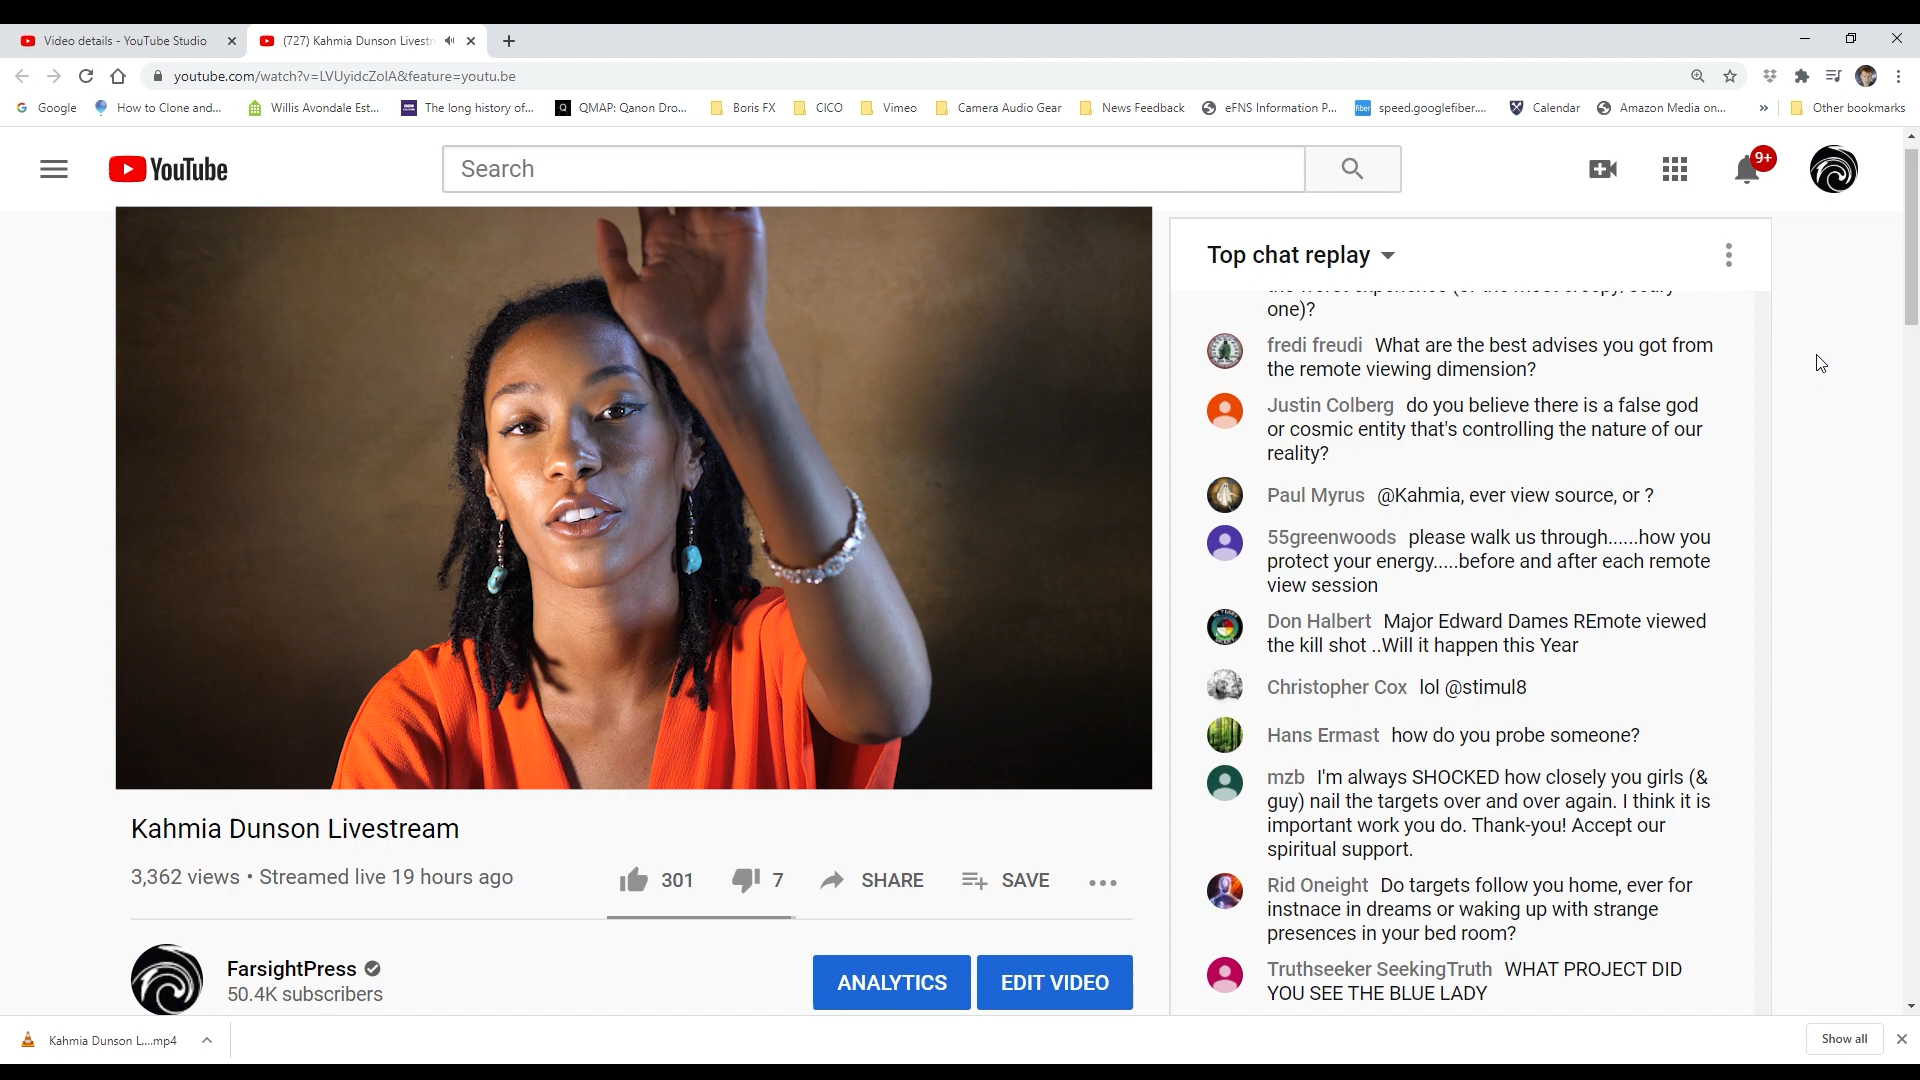 Video details - YouTube Studio
(727) Kahmia Dunson Livestr
youtube.com/watch?v=LVUyidcZolA&feature=youtu.be
Google
How to Clone and...
Willis Avondale Est...
The long history of...
QMAP: Qanon Dro...
Boris FX
CICO
Vimeo
Camera Audio Gear
News Feedback
eFNS Information P...
speed.googlefiber....
Calendar
Amazon Media on...
»
Other bookmarks
YouTube
Search
9+
Top chat replay
one)?
fredi freudi What are the best advises you got from
the remote viewing dimension?
Justin Colberg do you believe there is a false god
or cosmic entity that's controlling the nature of our
reality?
Paul Myrus @Kahmia, ever view source, or ?
55greenwoods please walk us through......how you
protect your energy.....before and after each remote
view session
Don Halbert Major Edward Dames REmote viewed
the kill shot ..Will it happen this Year
Christopher Cox lol @stimul8
Hans Ermast how do you probe someone?
mzb I'm always SHOCKED how closely you girls (&
guy) nail the targets over and over again. I think it is
important work you do. Thank-you! Accept our
spiritual support.
Rid Oneight Do targets follow you home, ever for
instnace in dreams or waking up with strange
presences in your bed room?
Truthseeker SeekingTruth WHAT PROJECT DID
YOU SEE THE BLUE LADY
Kahmia Dunson Livestream
3,362 views • Streamed live 19 hours ago
301
7
SHARE
SAVE
FarsightPress
50.4K subscribers
ANALYTICS
EDIT VIDEO
Kahmia Dunson L....mp4
Show all